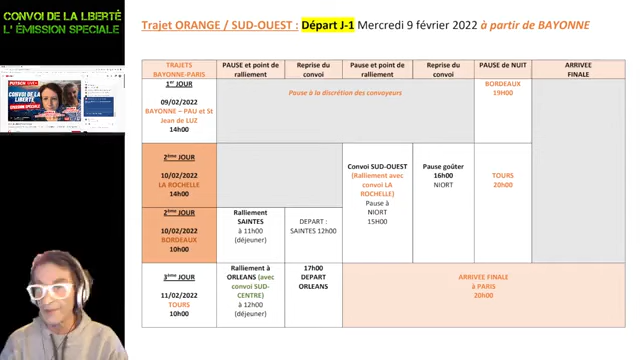 CONVOI DE LA LIBERTÉ
L' ÉMISSION SPECIALE
CONVOI DE LA
LIBERTÉ
Trajet ORANGE / SUD-OUEST : Départ J-1 Mercredi 9 février 2022 à partir de BAYONNE
TRAJETS
BAYONNE-PARIS
PAUSE et point de
ralliement
Reprise du
convoi
Pause et point de
ralliement
Reprise du
convoi
PAUSE de NUIT
ARRIVEE
FINALE
1er JOUR
09/02/2022
BAYONNE – PAU et St
Jean de LUZ
14h00
Pause à la discrétion des convoyeurs
BORDEAUX
19H00
2ème JOUR
10/02/2022
LA ROCHELLE
14h00
Convoi SUD-OUEST
(Ralliement avec
convoi LA
ROCHELLE)
Pause à
NIORT
15H00
Pause goûter
16h00
NIORT
TOURS
20h00
2ème JOUR
10/02/2022
BORDEAUX
10h00
Ralliement
SAINTES
à 11h00
(déjeuner)
DEPART :
SAINTES 12h00
3ème JOUR
11/02/2022
TOURS
10h00
Ralliement à
ORLEANS (avec
convoi SUD-
CENTRE)
à 12h00
(déjeuner)
17h00
DEPART
ORLEANS
ARRIVEE FINALE
à PARIS
20h00